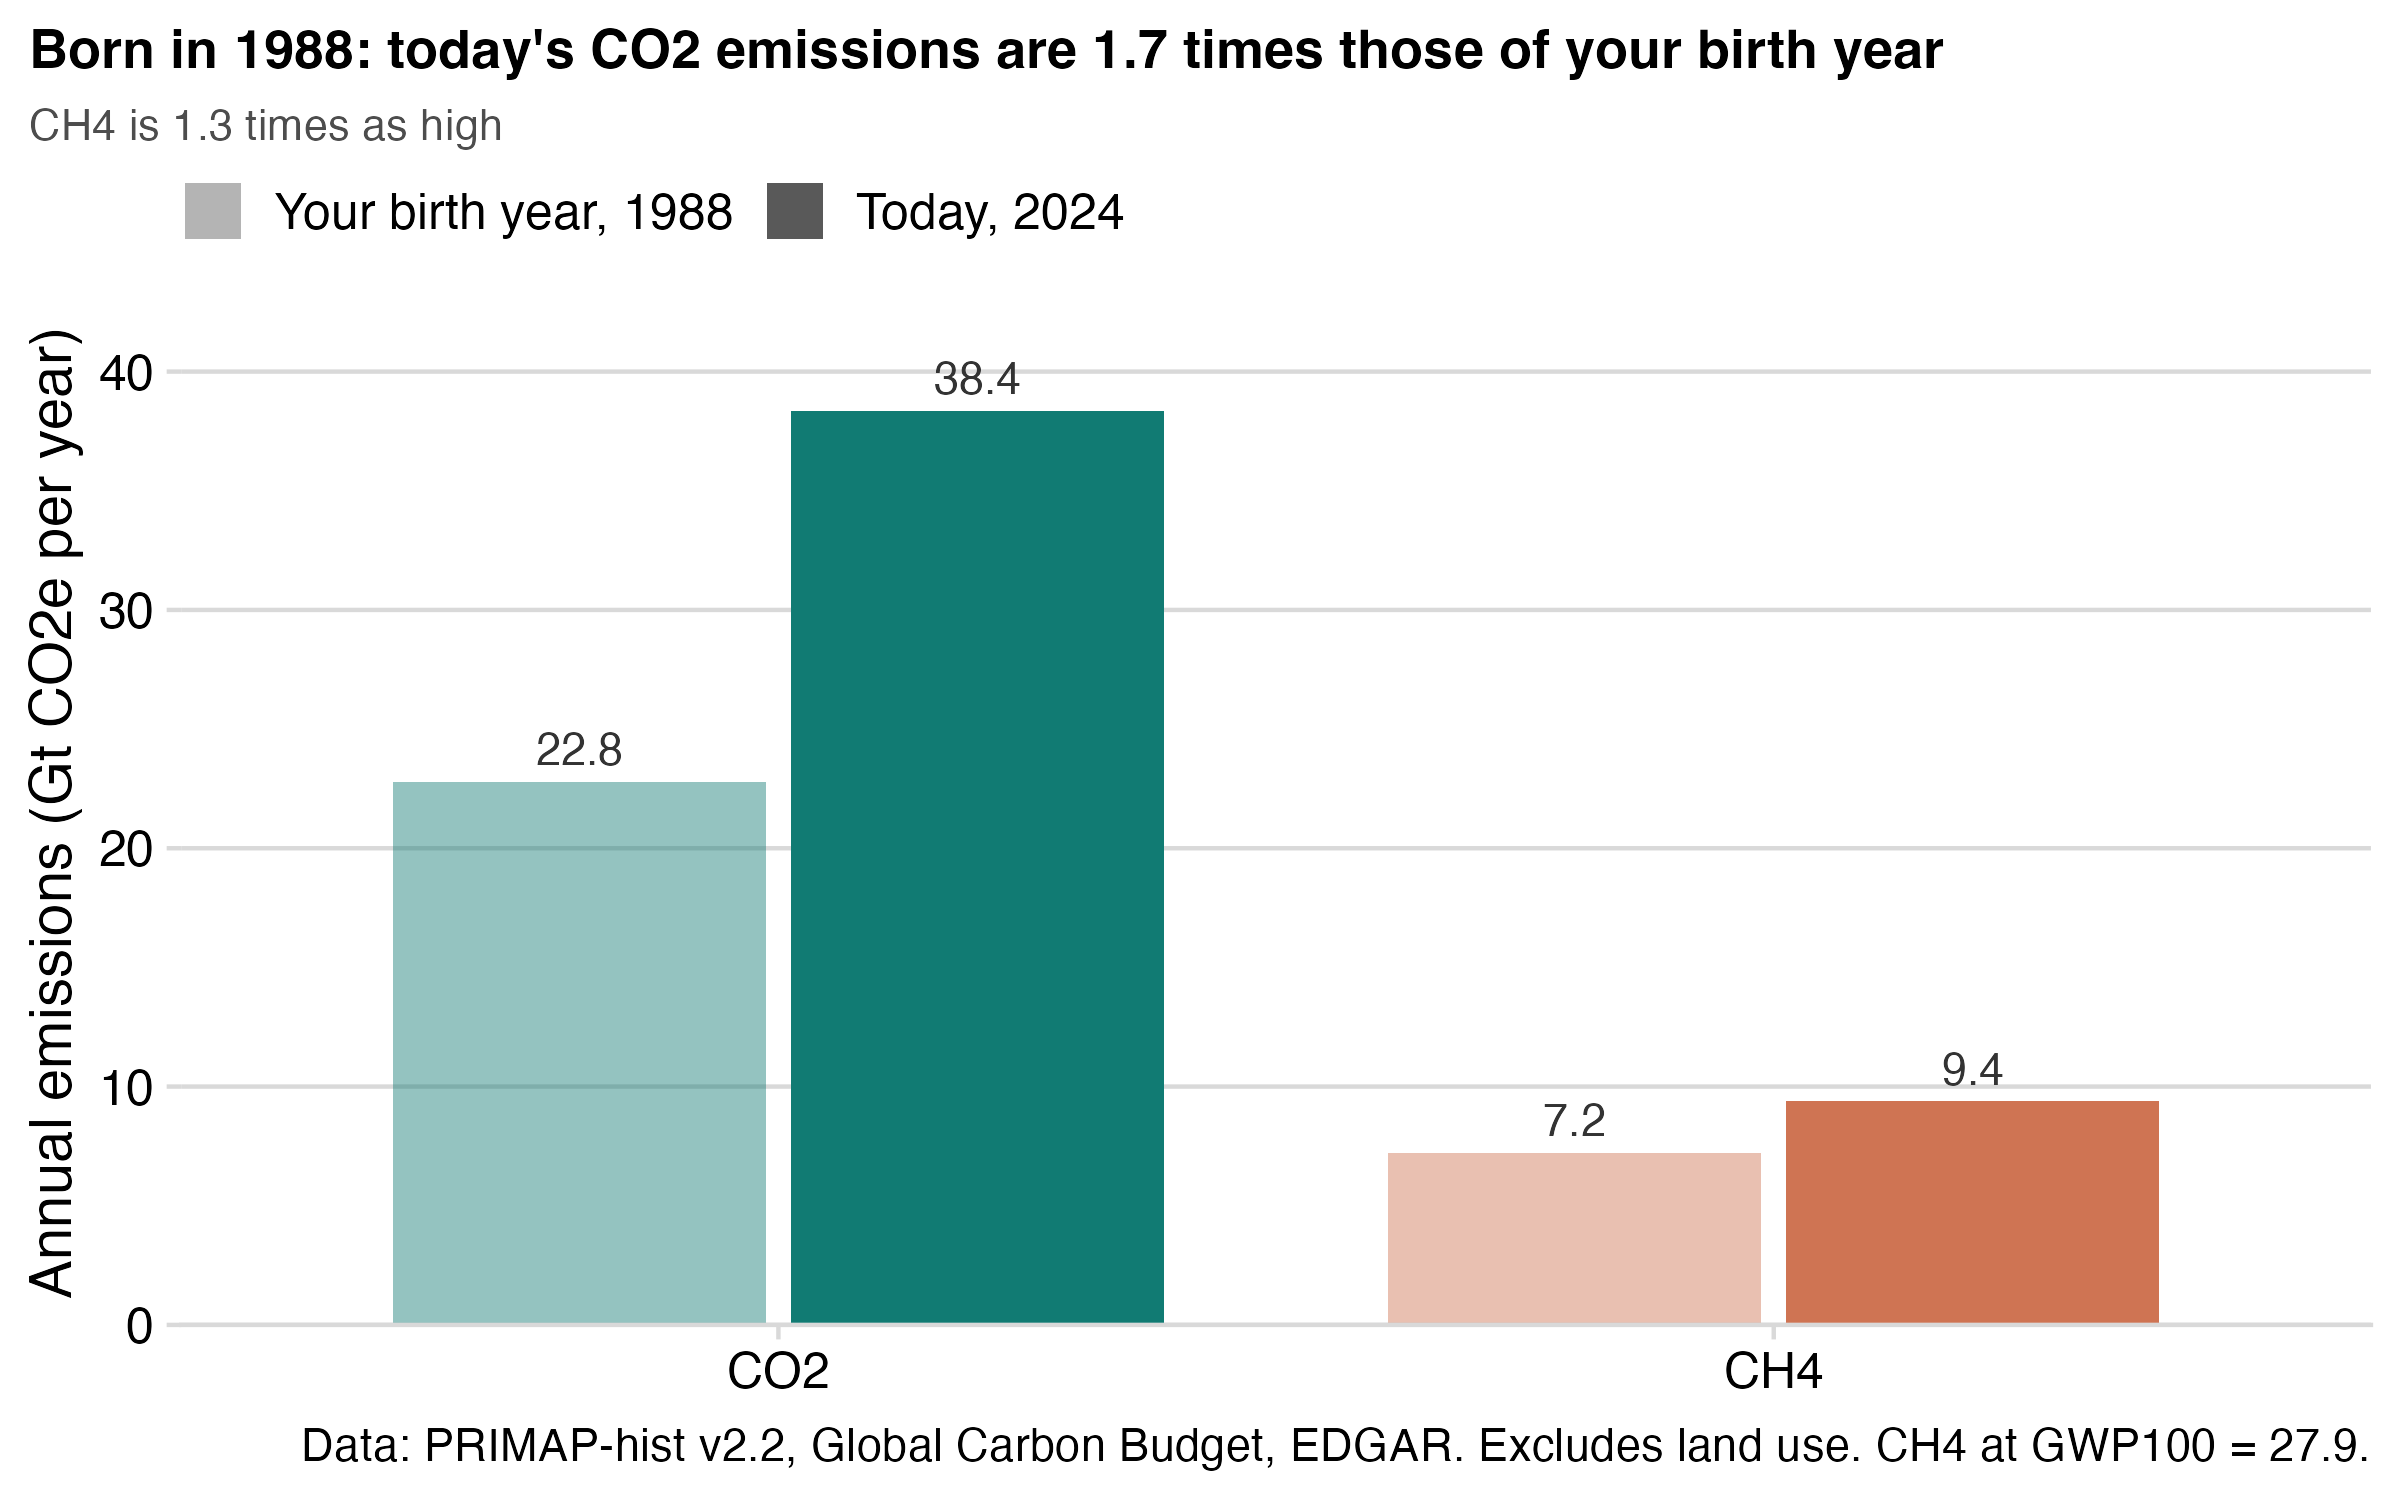 Born in 1988: today's CO2 emissions are 1.7 times those of your birth year
CH4 is 1.3 times as high
Your birth year, 1988
Today, 2024
Annual emissions (Gt CO2e per year)
40
30
20
10
0
22.8
38.4
7.2
9.4
CO2
CH4
Data: PRIMAP-hist v2.2, Global Carbon Budget, EDGAR. Excludes land use. CH4 at GWP100 = 27.9.